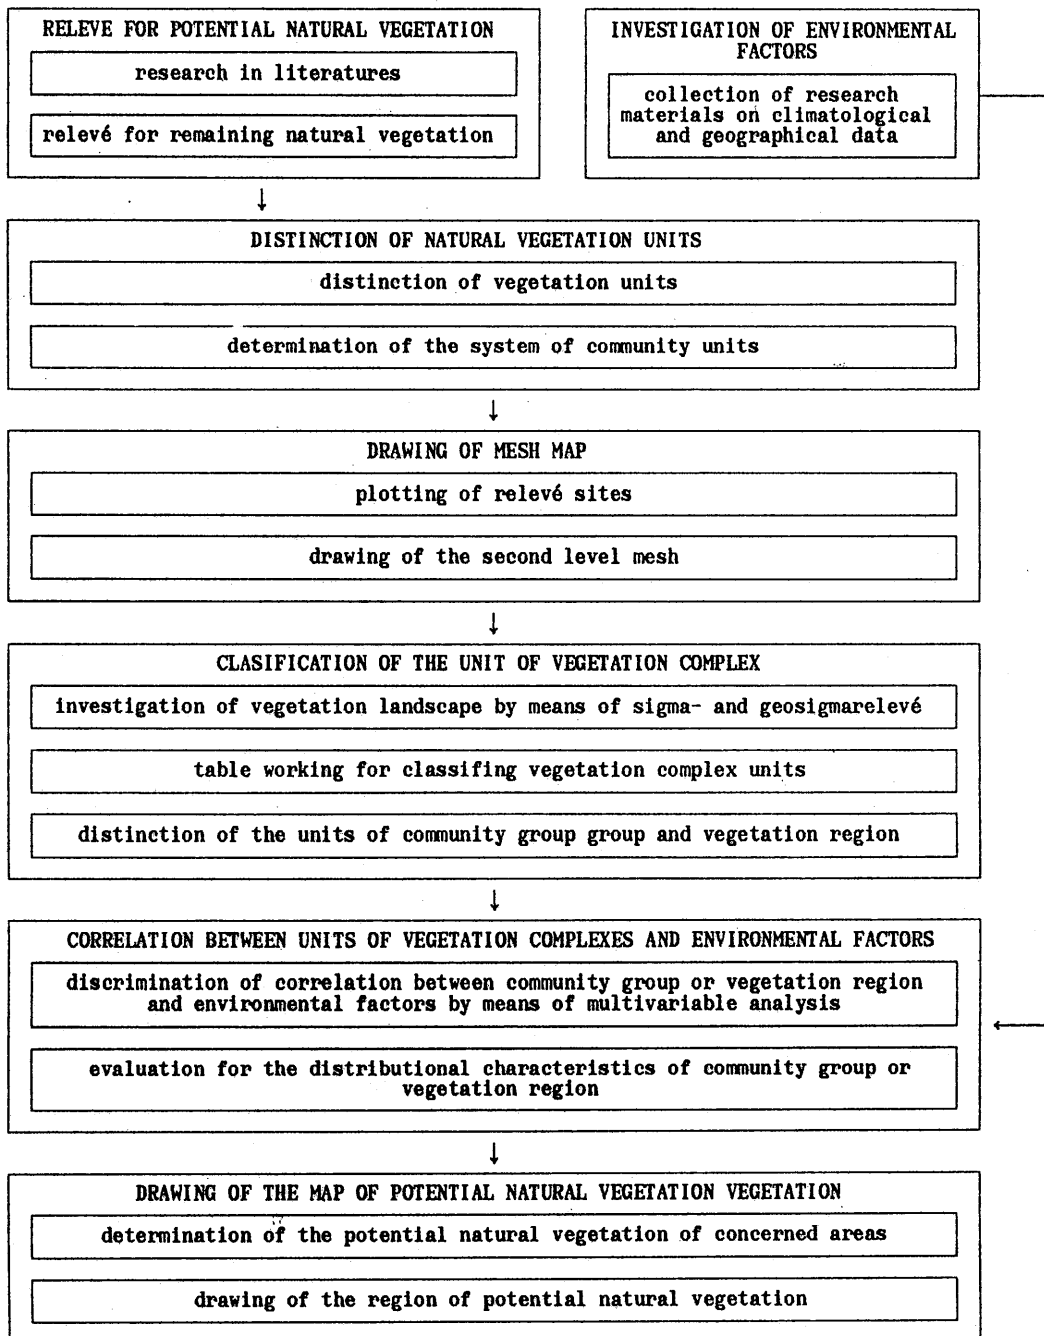 RELEVE FOR POTENTIAL NATURAL VEGETATION
research in literatures
relevé for remaining natural vegetation
INVESTIGATION OF ENVIRONMENTAL
FACTORS
collection of research
materials on climatological
and geographical data
↓
DISTINCTION OF NATURAL VEGETATION UNITS
distinction of vegetation units
determination of the system of community units
↓
DRAWING OF MESH MAP
plotting of relevé sites
drawing of the second level mesh
↓
CLASIFICATION OF THE UNIT OF VEGETATION COMPLEX
investigation of vegetation landscape by means of sigma- and geosigmarelevé
table working for classifing vegetation complex units
distinction of the units of community group group and vegetation region
↓
CORRELATION BETWEEN UNITS OF VEGETATION COMPLEXES AND ENVIRONMENTAL FACTORS
discrimination of correlation between community group or vegetation region
and environmental factors by means of multivariable analysis
←
evaluation for the distributional characteristics of community group or
vegetation region
↓
DRAWING OF THE MAP OF POTENTIAL NATURAL VEGETATION VEGETATION
determination of the potential natural vegetation of concerned areas
drawing of the region of potential natural vegetation